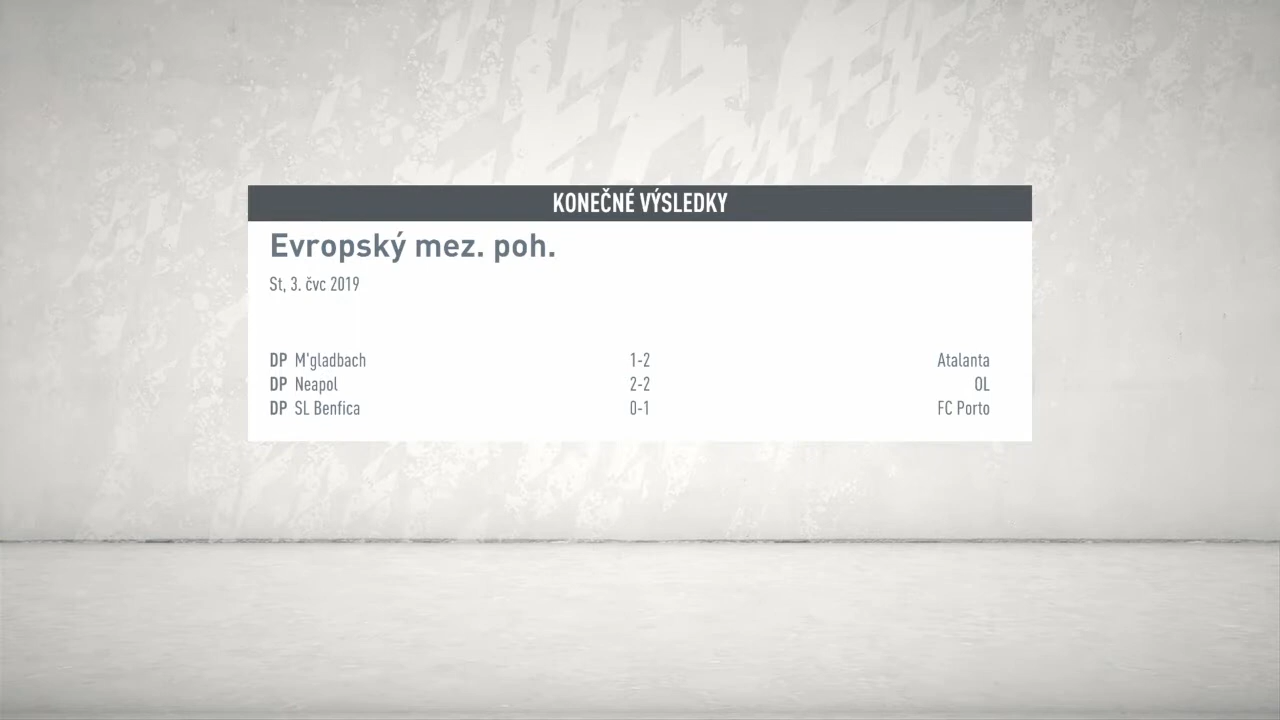 KONEČNÉ VÝSLEDKY
Evropský mez. poh.
St, 3. čvc 2019
DP M'gladbach 1-2 Atalanta
DP Neapol 2-2 OL
DP SL Benfica 0-1 FC Porto